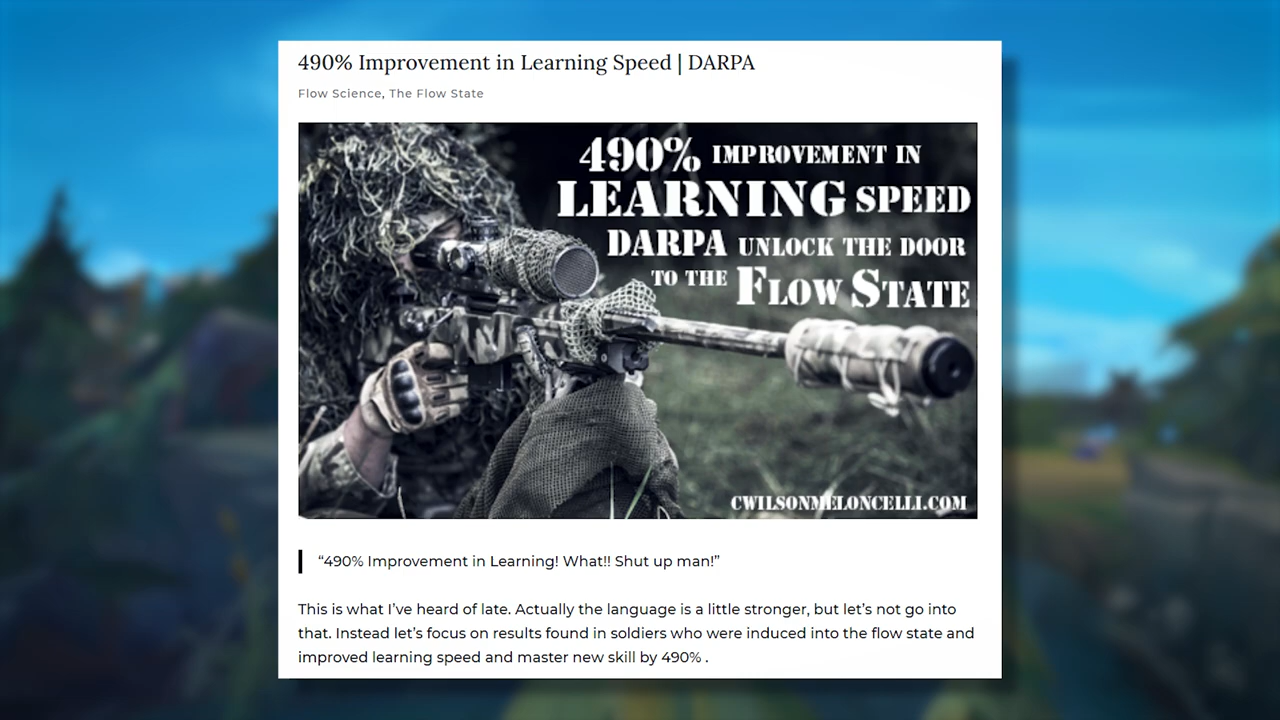 490% Improvement in Learning Speed | DARPA
Flow Science, The Flow State
490% IMPROVEMENT IN
LEARNING SPEED
DARPA UNLOCK THE DOOR
TO THE FLOW STATE
CWILSONMELONCELLI.COM
“490% Improvement in Learning! What!! Shut up man!”
This is what I’ve heard of late. Actually the language is a little stronger, but let’s not go into
that. Instead let’s focus on results found in soldiers who were induced into the flow state and
improved learning speed and master new skill by 490% .